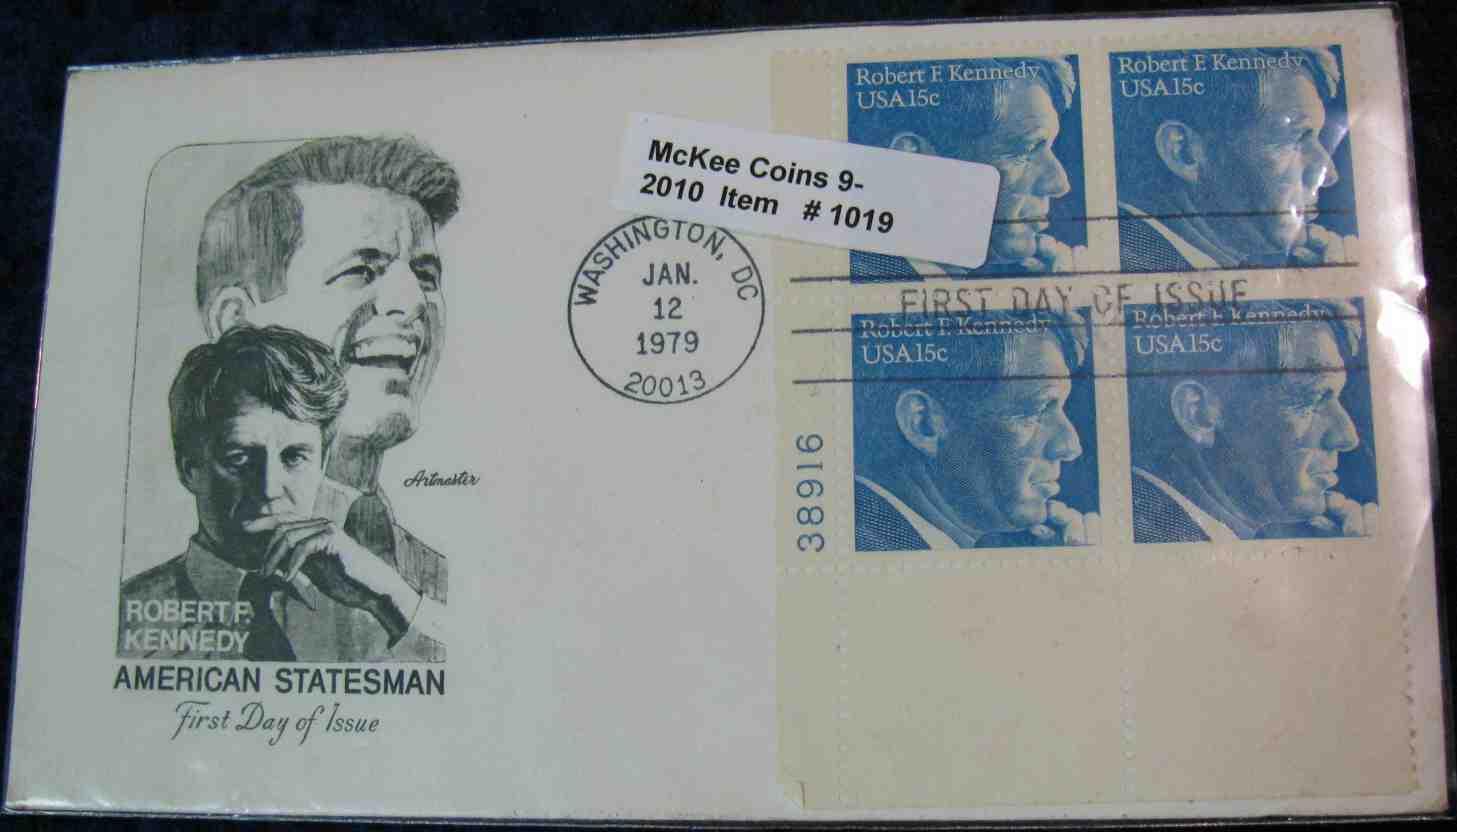 McKee Coins 9-
2010 Item # 1019
WASHINGTON, DC
JAN.
12
1979
20013
Robert F. Kennedy
USA 15c
Robert F. Kennedy
USA 15c
FIRST DAY OF ISSUE
Robert F. Kennedy
USA 15c
Robert F. Kennedy
USA 15c
38916
Artmaster
ROBERT F.
KENNEDY
AMERICAN STATESMAN
First Day of Issue